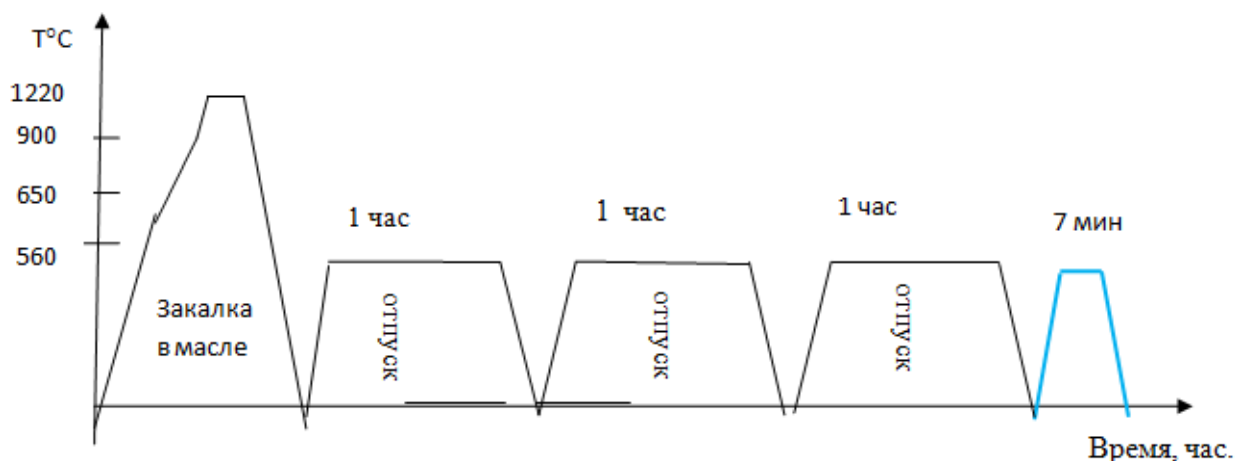 T°C
1220
900
650
560
1 час
1 час
1 час
7 мин
Закалка
в масле
отпуск
отпуск
отпуск
Время, час.